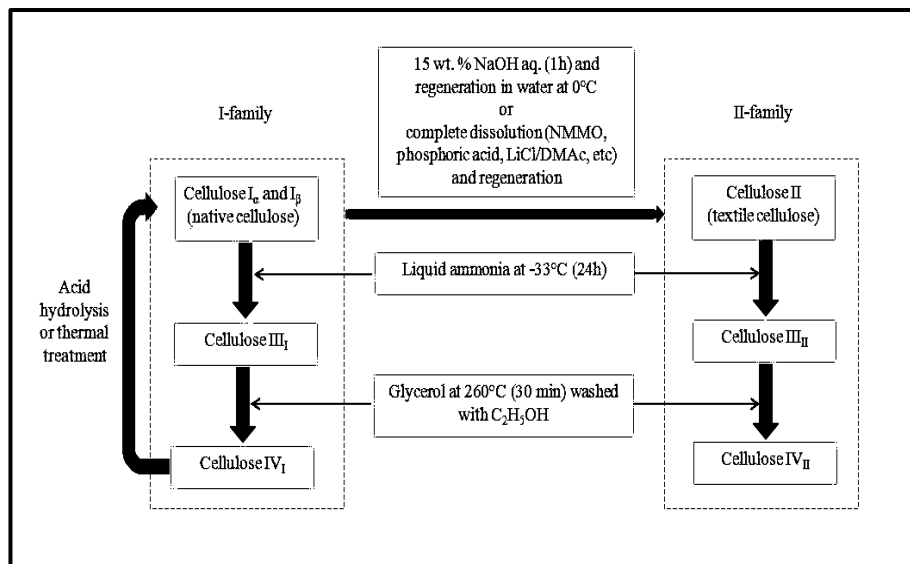 15 wt. % NaOH aq. (1h) and
regeneration in water at 0°C
or
complete dissolution (NMMO,
phosphoric acid, LiCl/DMAc, etc)
and regeneration
I-family
II-family
Cellulose Iα and Iβ
(native cellulose)
Cellulose II
(textile cellulose)
Liquid ammonia at -33°C (24h)
Acid
hydrolysis
or thermal
treatment
Cellulose IIII
Cellulose IIIII
Glycerol at 260°C (30 min) washed
with C2H5OH
Cellulose IVI
Cellulose IVII